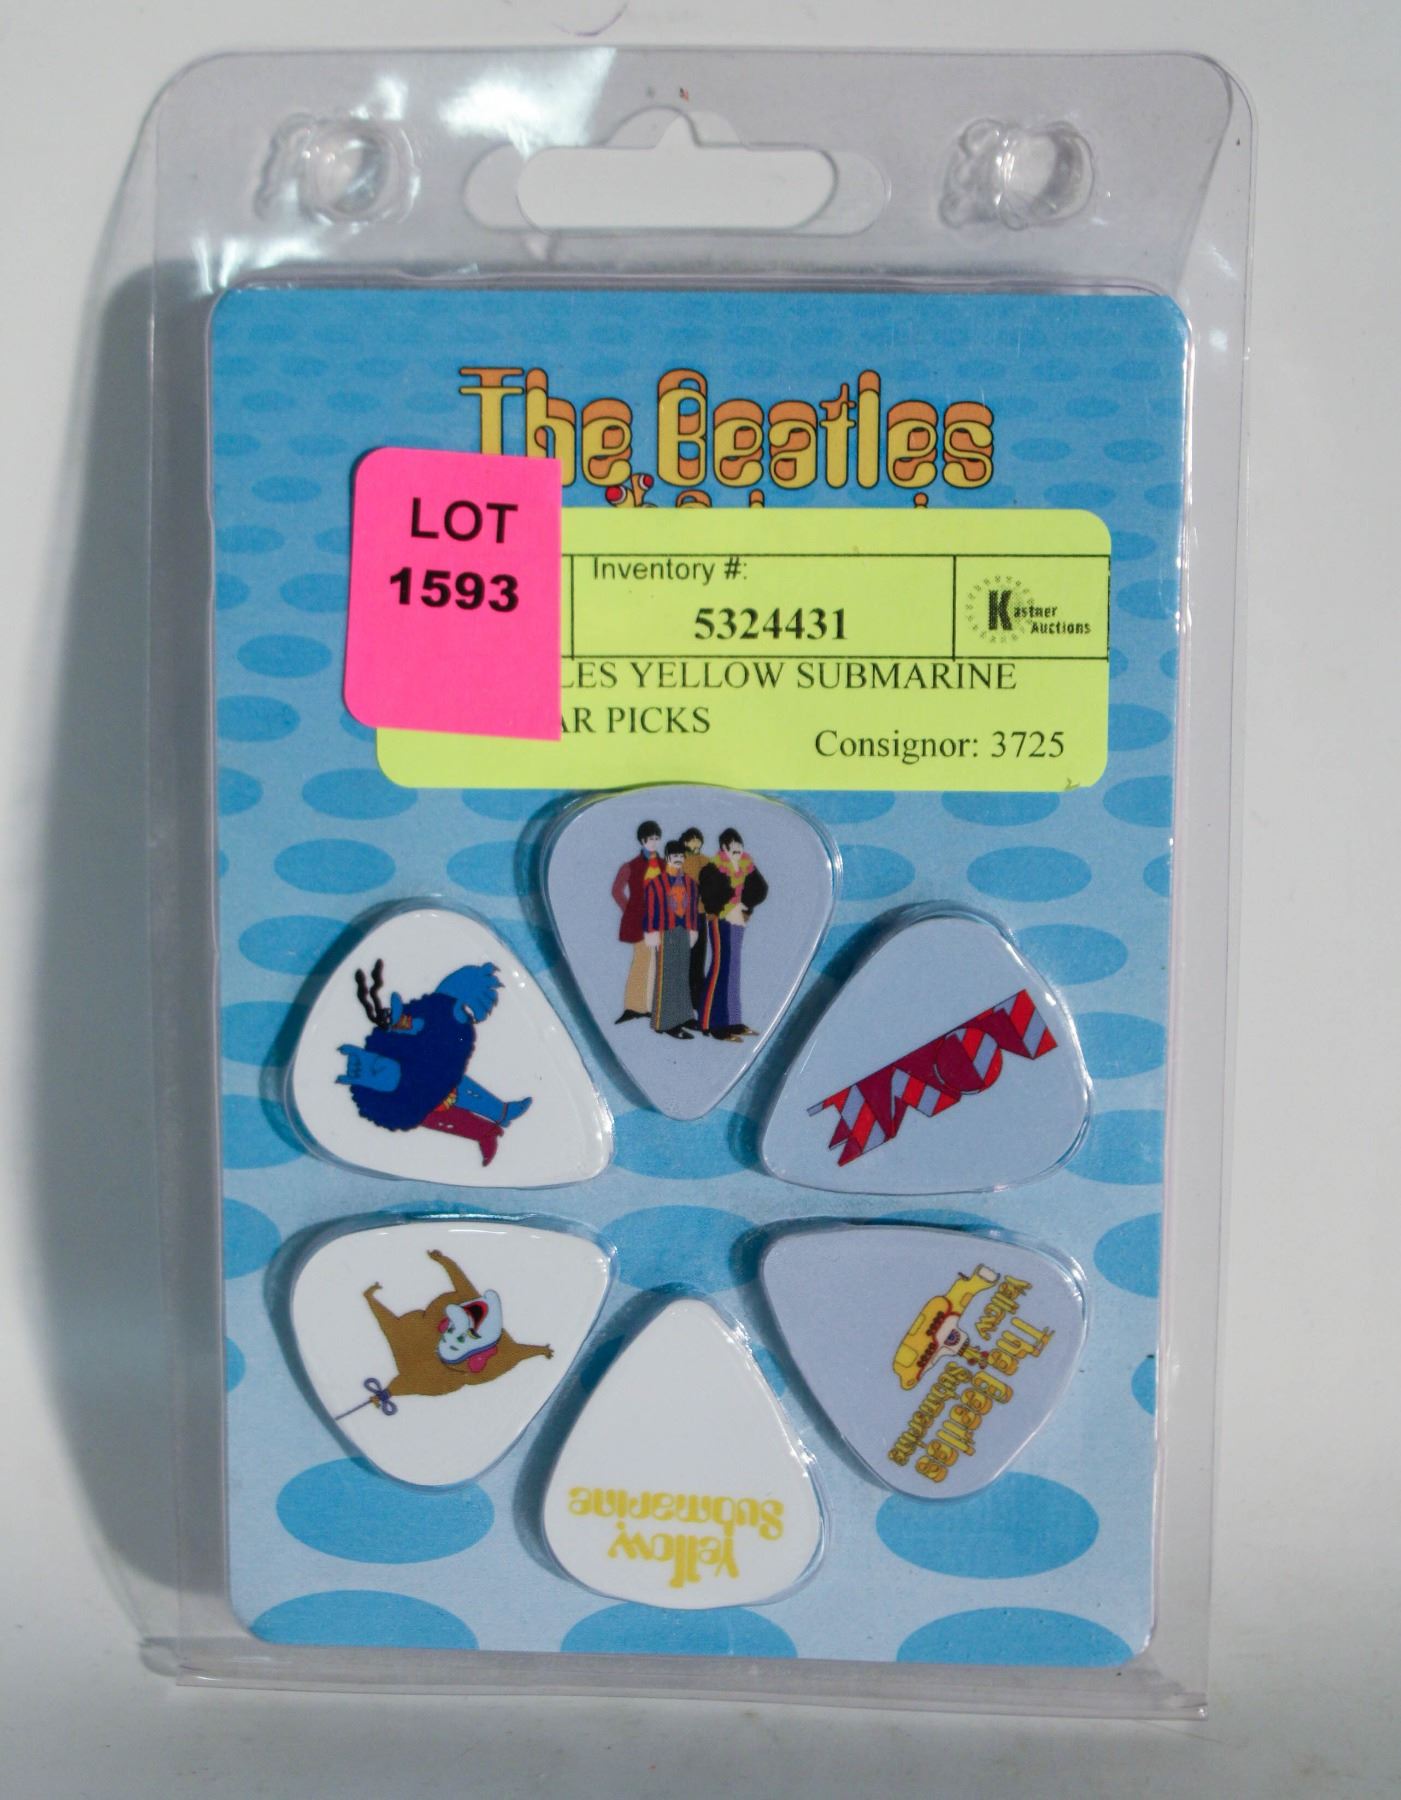 The Beatles
LOT
1593
Inventory #:
5324431
Kastner
Auctions
LES YELLOW SUBMARINE
AR PICKS
Consignor: 3725
The Beatles
Yellow Submarine
Yellow
Submarine